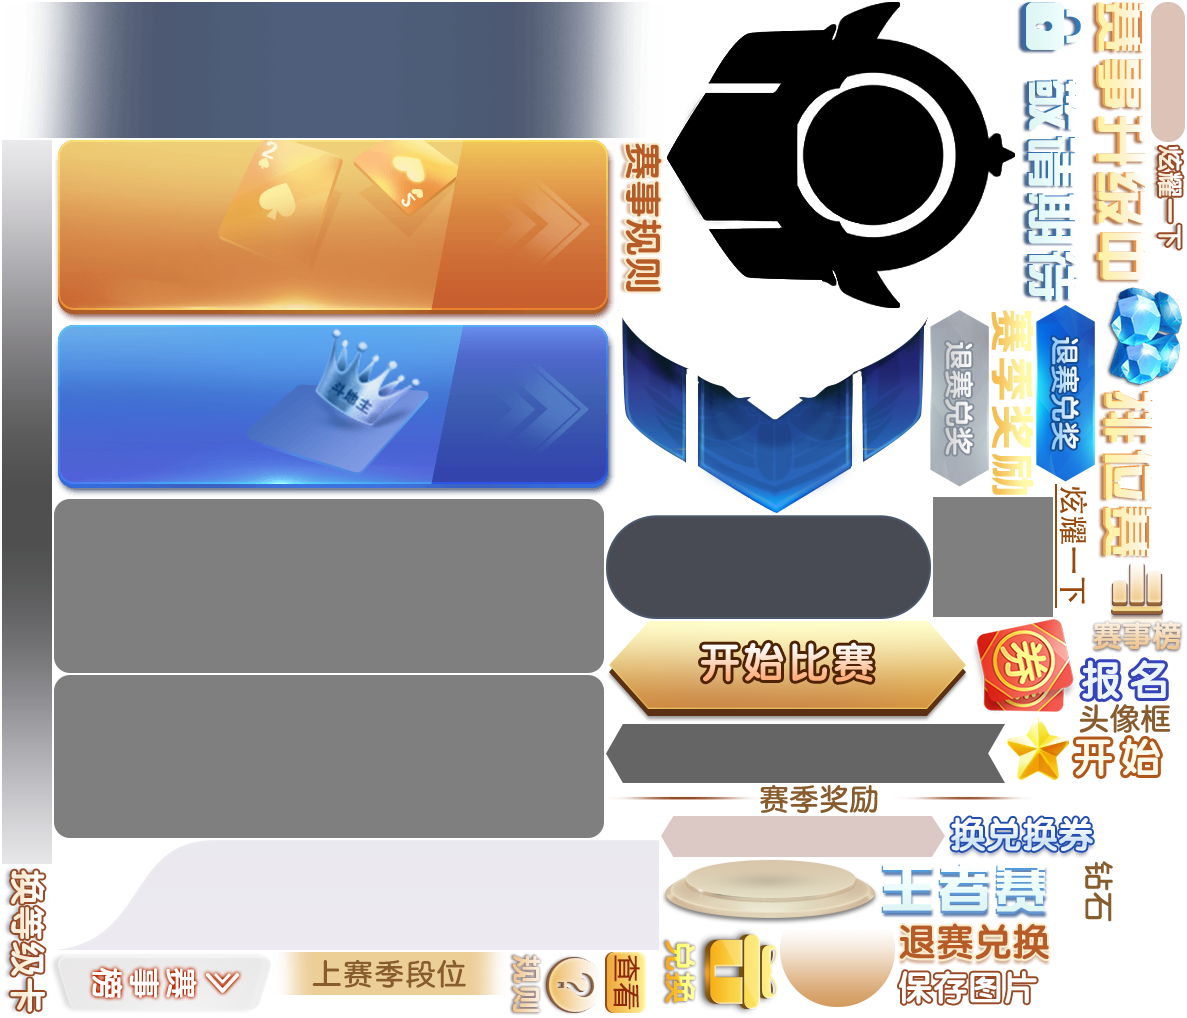 赛事升级中
敬请期待
炫耀一下
赛事规则
2
2
斗地主
退赛兑奖
赛季奖励
退赛兑奖
排位赛
炫耀一下
赛事榜
开始比赛
券
报名
头像框
开始
赛季奖励
换兑换券
王者赛
钻石
换等级卡
赛事榜
上赛季段位
规则
?
查看
兑换
退赛兑换
保存图片